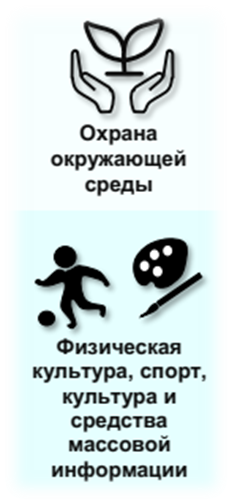 Охрана
окружающей
среды
Физическая
культура, спорт,
культура и
средства
массовой
информации